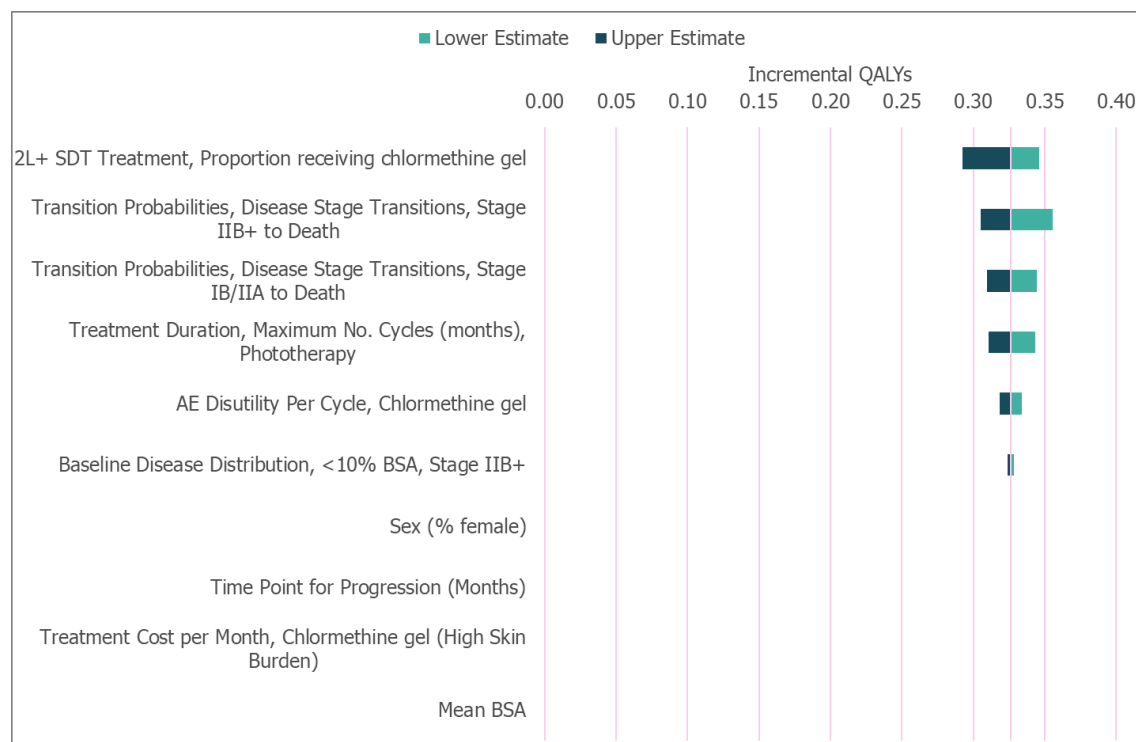 Lower Estimate Upper Estimate
Incremental QALYs
0.00 0.05 0.10 0.15 0.20 0.25 0.30 0.35 0.40
2L+ SDT Treatment, Proportion receiving chlormethine gel
Transition Probabilities, Disease Stage Transitions, Stage
IIB+ to Death
Transition Probabilities, Disease Stage Transitions, Stage
IB/IIA to Death
Treatment Duration, Maximum No. Cycles (months),
Phototherapy
AE Disutility Per Cycle, Chlormethine gel
Baseline Disease Distribution, <10% BSA, Stage IIB+
Sex (% female)
Time Point for Progression (Months)
Treatment Cost per Month, Chlormethine gel (High Skin
Burden)
Mean BSA